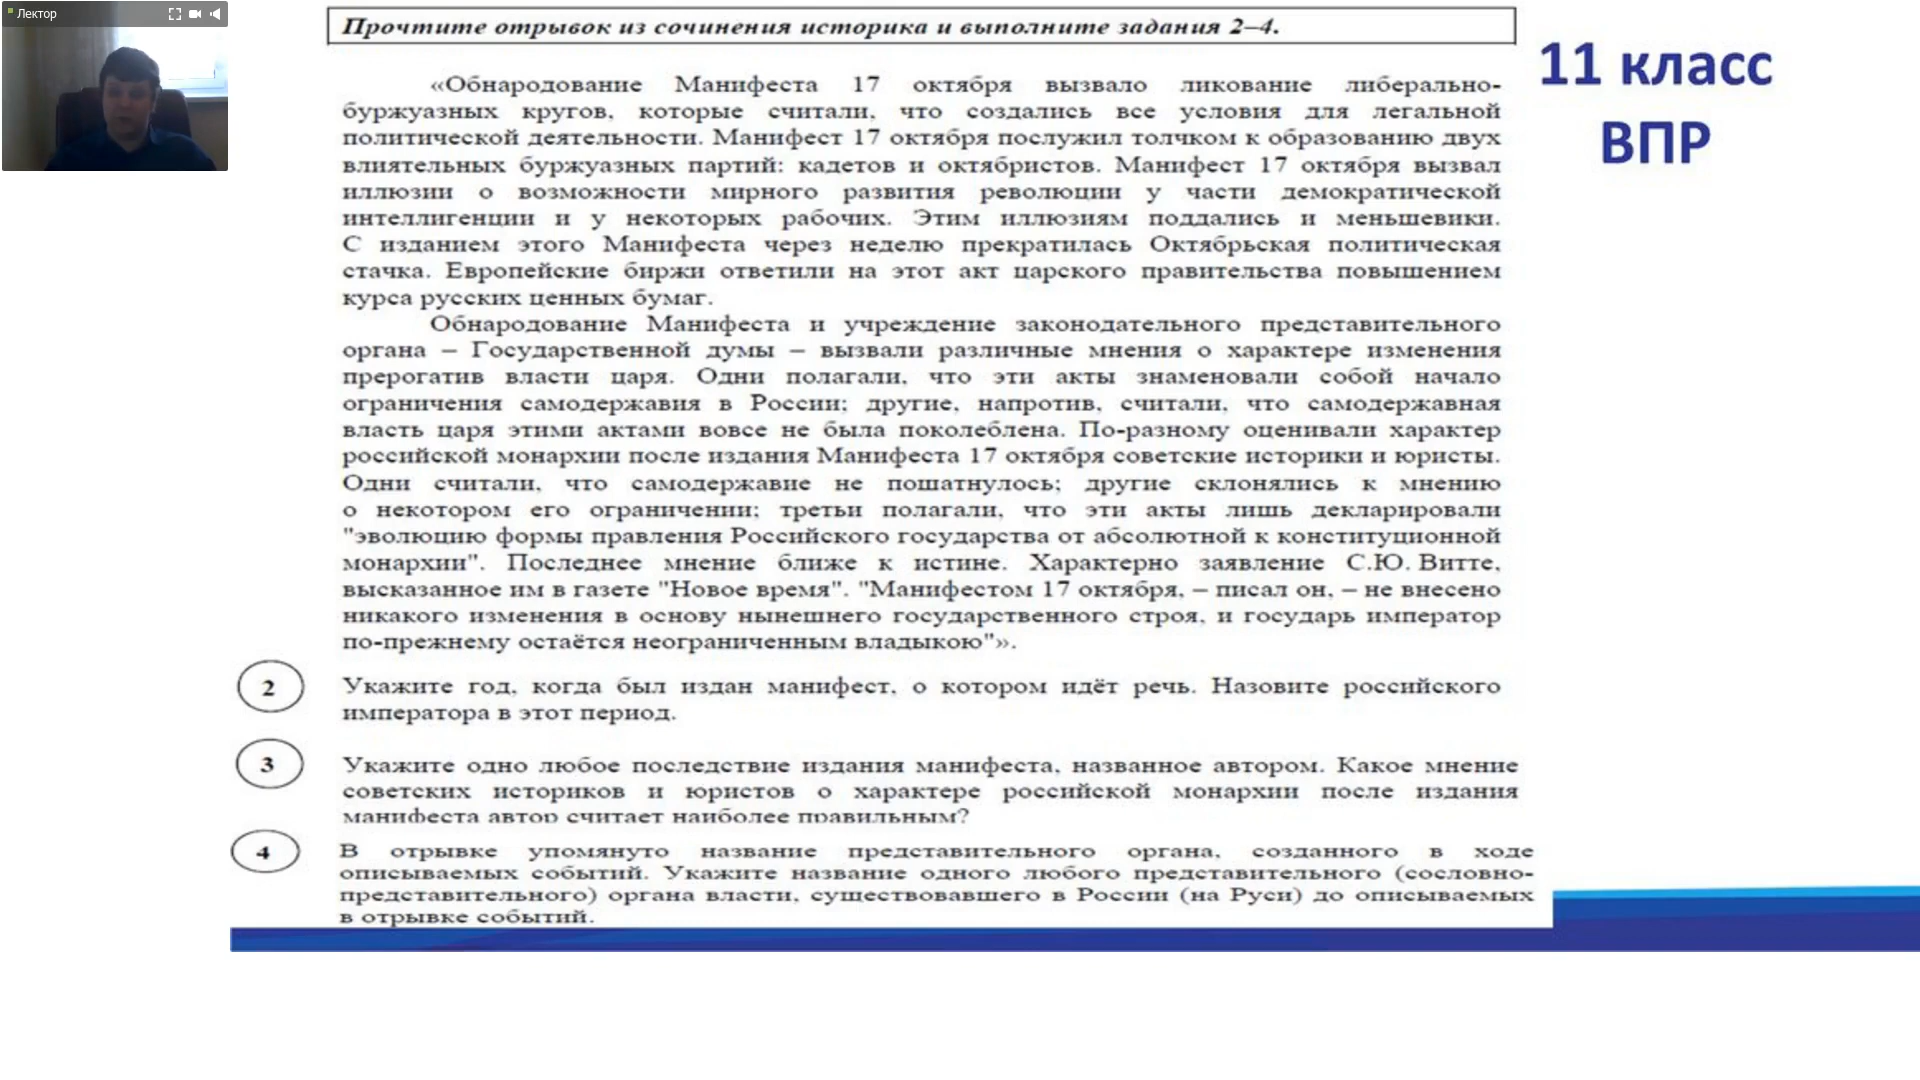 Лектор
Прочтите отрывок из сочинения историка и выполните задания 2–4.
11 класс
ВПР
«Обнародование Манифеста 17 октября вызвало ликование либерально-
буржуазных кругов, которые считали, что создались все условия для легальной
политической деятельности. Манифест 17 октября послужил толчком к образованию двух
влиятельных буржуазных партий: кадетов и октябристов. Манифест 17 октября вызвал
иллюзии о возможности мирного развития революции у части демократической
интеллигенции и у некоторых рабочих. Этим иллюзиям поддались и меньшевики.
С изданием этого Манифеста через неделю прекратилась Октябрьская политическая
стачка. Европейские биржи ответили на этот акт царского правительства повышением
курса русских ценных бумаг.
Обнародование Манифеста и учреждение законодательного представительного
органа – Государственной думы – вызвали различные мнения о характере изменения
прерогатив власти царя. Одни полагали, что эти акты знаменовали собой начало
ограничения самодержавия в России; другие, напротив, считали, что самодержавная
власть царя этими актами вовсе не была поколеблена. По-разному оценивали характер
российской монархии после издания Манифеста 17 октября советские историки и юристы.
Одни считали, что самодержавие не пошатнулось; другие склонялись к мнению
о некотором его ограничении; третьи полагали, что эти акты лишь декларировали
"эволюцию формы правления Российского государства от абсолютной к конституционной
монархии". Последнее мнение ближе к истине. Характерно заявление С.Ю. Витте,
высказанное им в газете "Новое время". "Манифестом 17 октября, – писал он, – не внесено
никакого изменения в основу нынешнего государственного строя, и государь император
по-прежнему остаётся неограниченным владыкою"».
2
Укажите год, когда был издан манифест, о котором идёт речь. Назовите российского
императора в этот период.
3
Укажите одно любое последствие издания манифеста, названное автором. Какое мнение
советских историков и юристов о характере российской монархии после издания
манифеста автор считает наиболее правильным?
4
В отрывке упомянуто название представительного органа, созданного в ходе
описываемых событий. Укажите название одного любого представительного (сословно-
представительного) органа власти, существовавшего в России (на Руси) до описываемых
в отрывке событий.